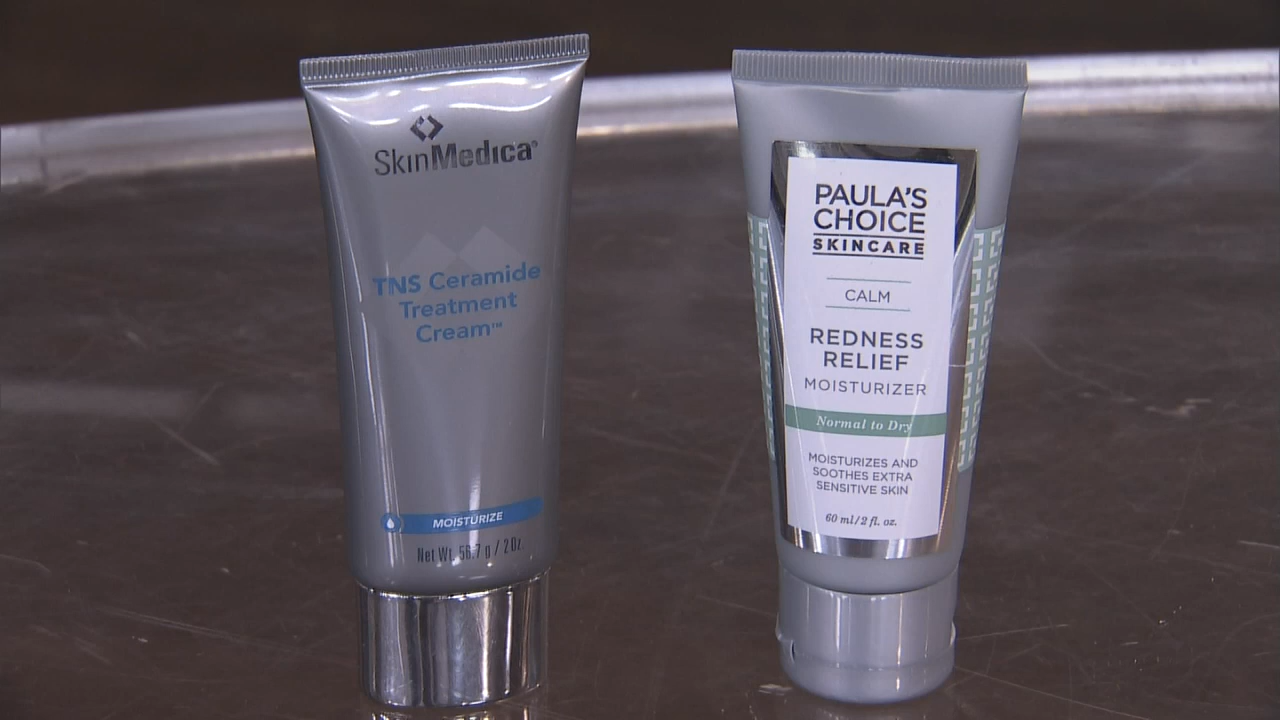 SkinMedica®
TNS Ceramide
Treatment
Cream™
MOISTURIZE
Net Wt. 56.7 g / 2 Oz.
PAULA'S
CHOICE
SKINCARE
CALM
REDNESS
RELIEF
MOISTURIZER
Normal to Dry
MOISTURIZES AND
SOOTHES EXTRA
SENSITIVE SKIN
60 ml/2 fl. oz.